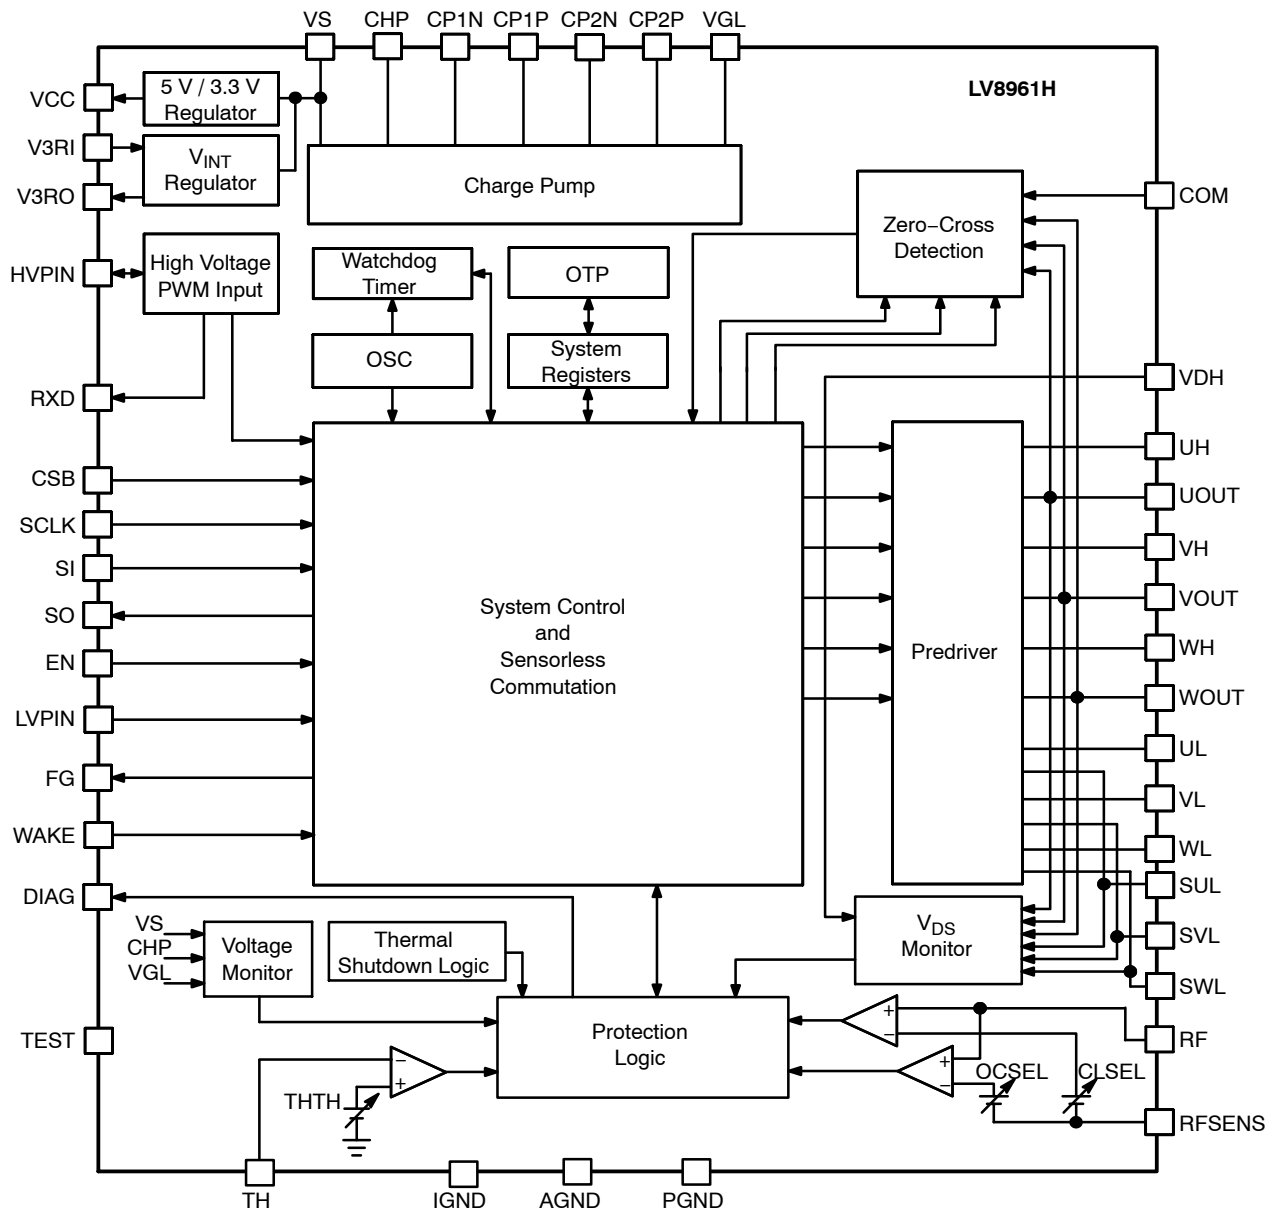 VS CHP CP1N CP1P CP2N CP2P VGL
LV8961H
VCC
V3RI
V3RO
HVPIN
RXD
CSB
SCLK
SI
SO
EN
LVPIN
FG
WAKE
DIAG
TEST
5 V / 3.3 V
Regulator
VINT
Regulator
Charge Pump
High Voltage
PWM Input
Watchdog
Timer
OSC
OTP
System
Registers
Zero−Cross
Detection
System Control
and
Sensorless
Commutation
Predriver
COM
VDH
UH
UOUT
VH
VOUT
WH
WOUT
UL
VL
WL
SUL
SVL
SWL
RF
RFSENS
VS
CHP
VGL
Voltage
Monitor
Thermal
Shutdown Logic
VDS
Monitor
Protection
Logic
+
−
+
−
−
+
OCSEL
CLSEL
THTH
TH
IGND
AGND
PGND